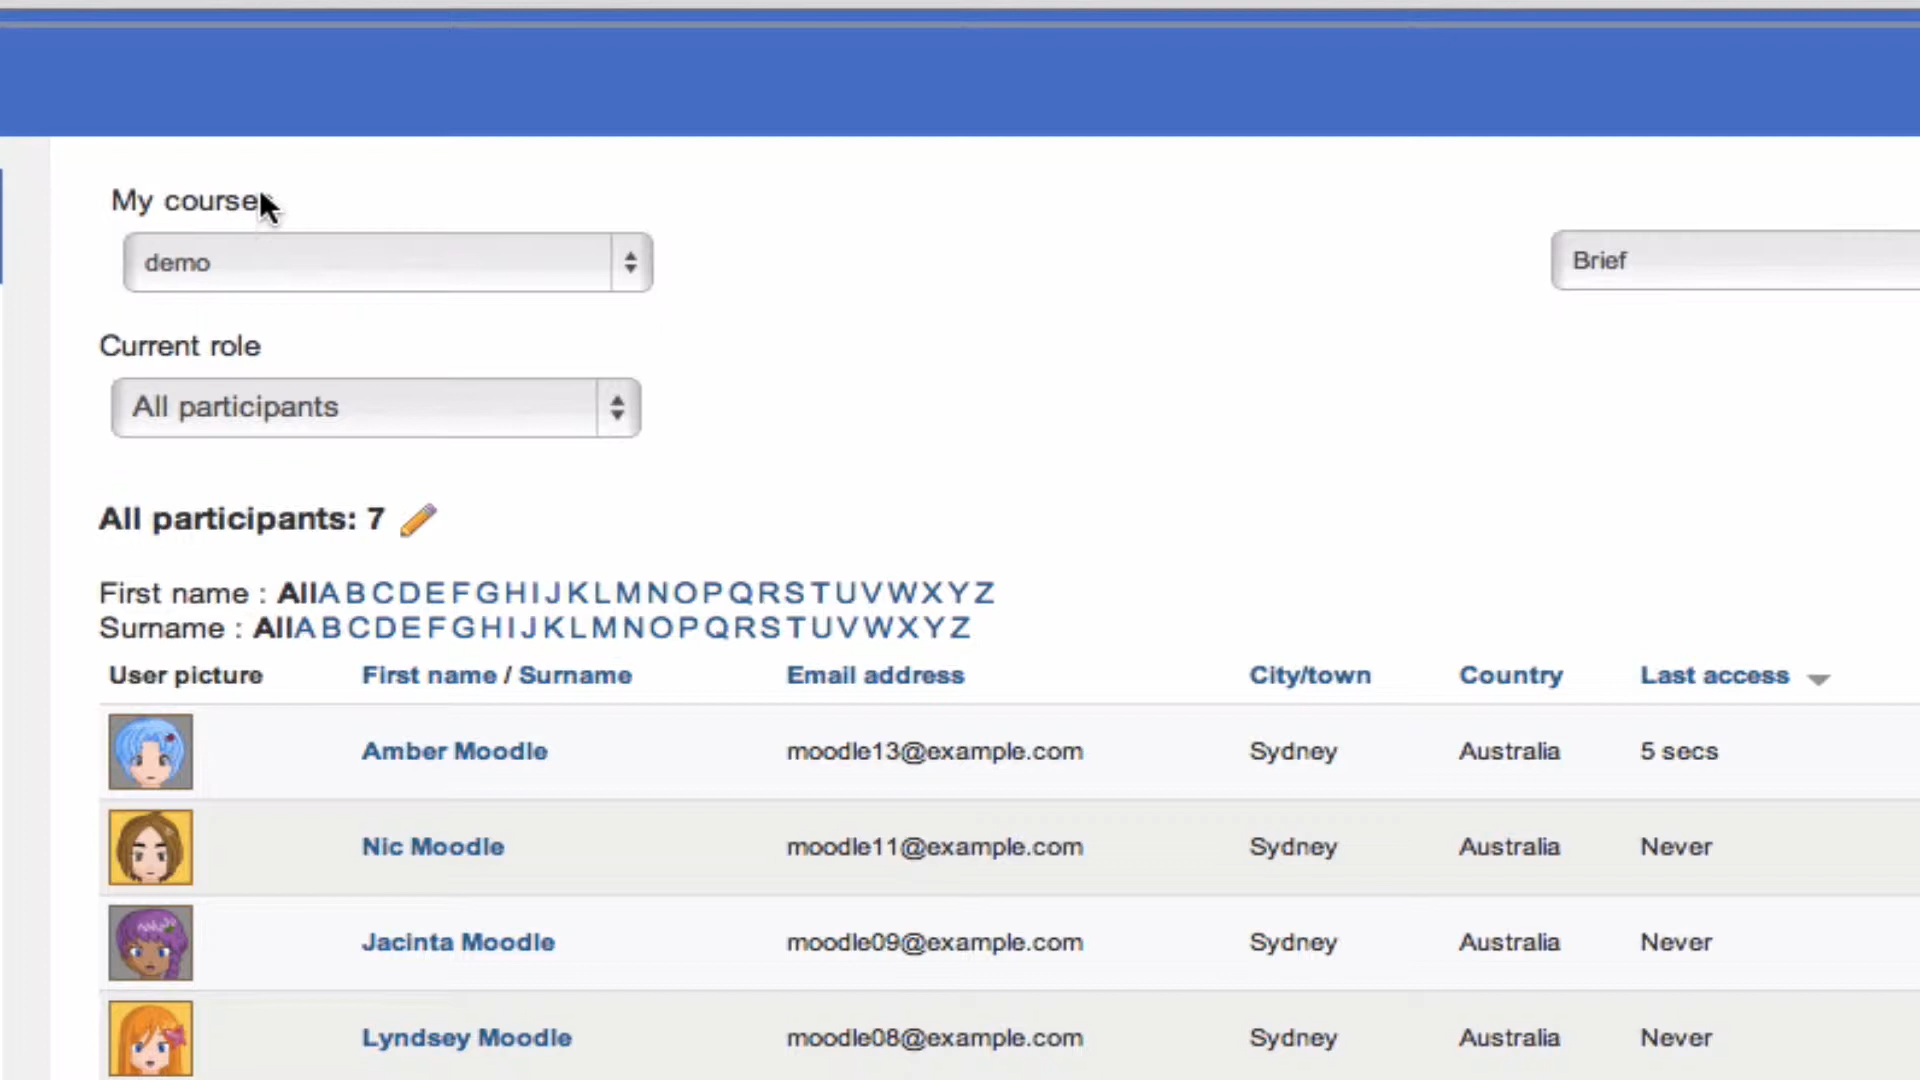 My course
demo
Brief
Current role
All participants
All participants: 7
First name : AllA B C D E F G H I J K L M N O P Q R S T U V W X Y Z
Surname : AllA B C D E F G H I J K L M N O P Q R S T U V W X Y Z
User picture First name / Surname Email address City/town Country Last access
Amber Moodle moodle13@example.com Sydney Australia 5 secs
Nic Moodle moodle11@example.com Sydney Australia Never
Jacinta Moodle moodle09@example.com Sydney Australia Never
Lyndsey Moodle moodle08@example.com Sydney Australia Never